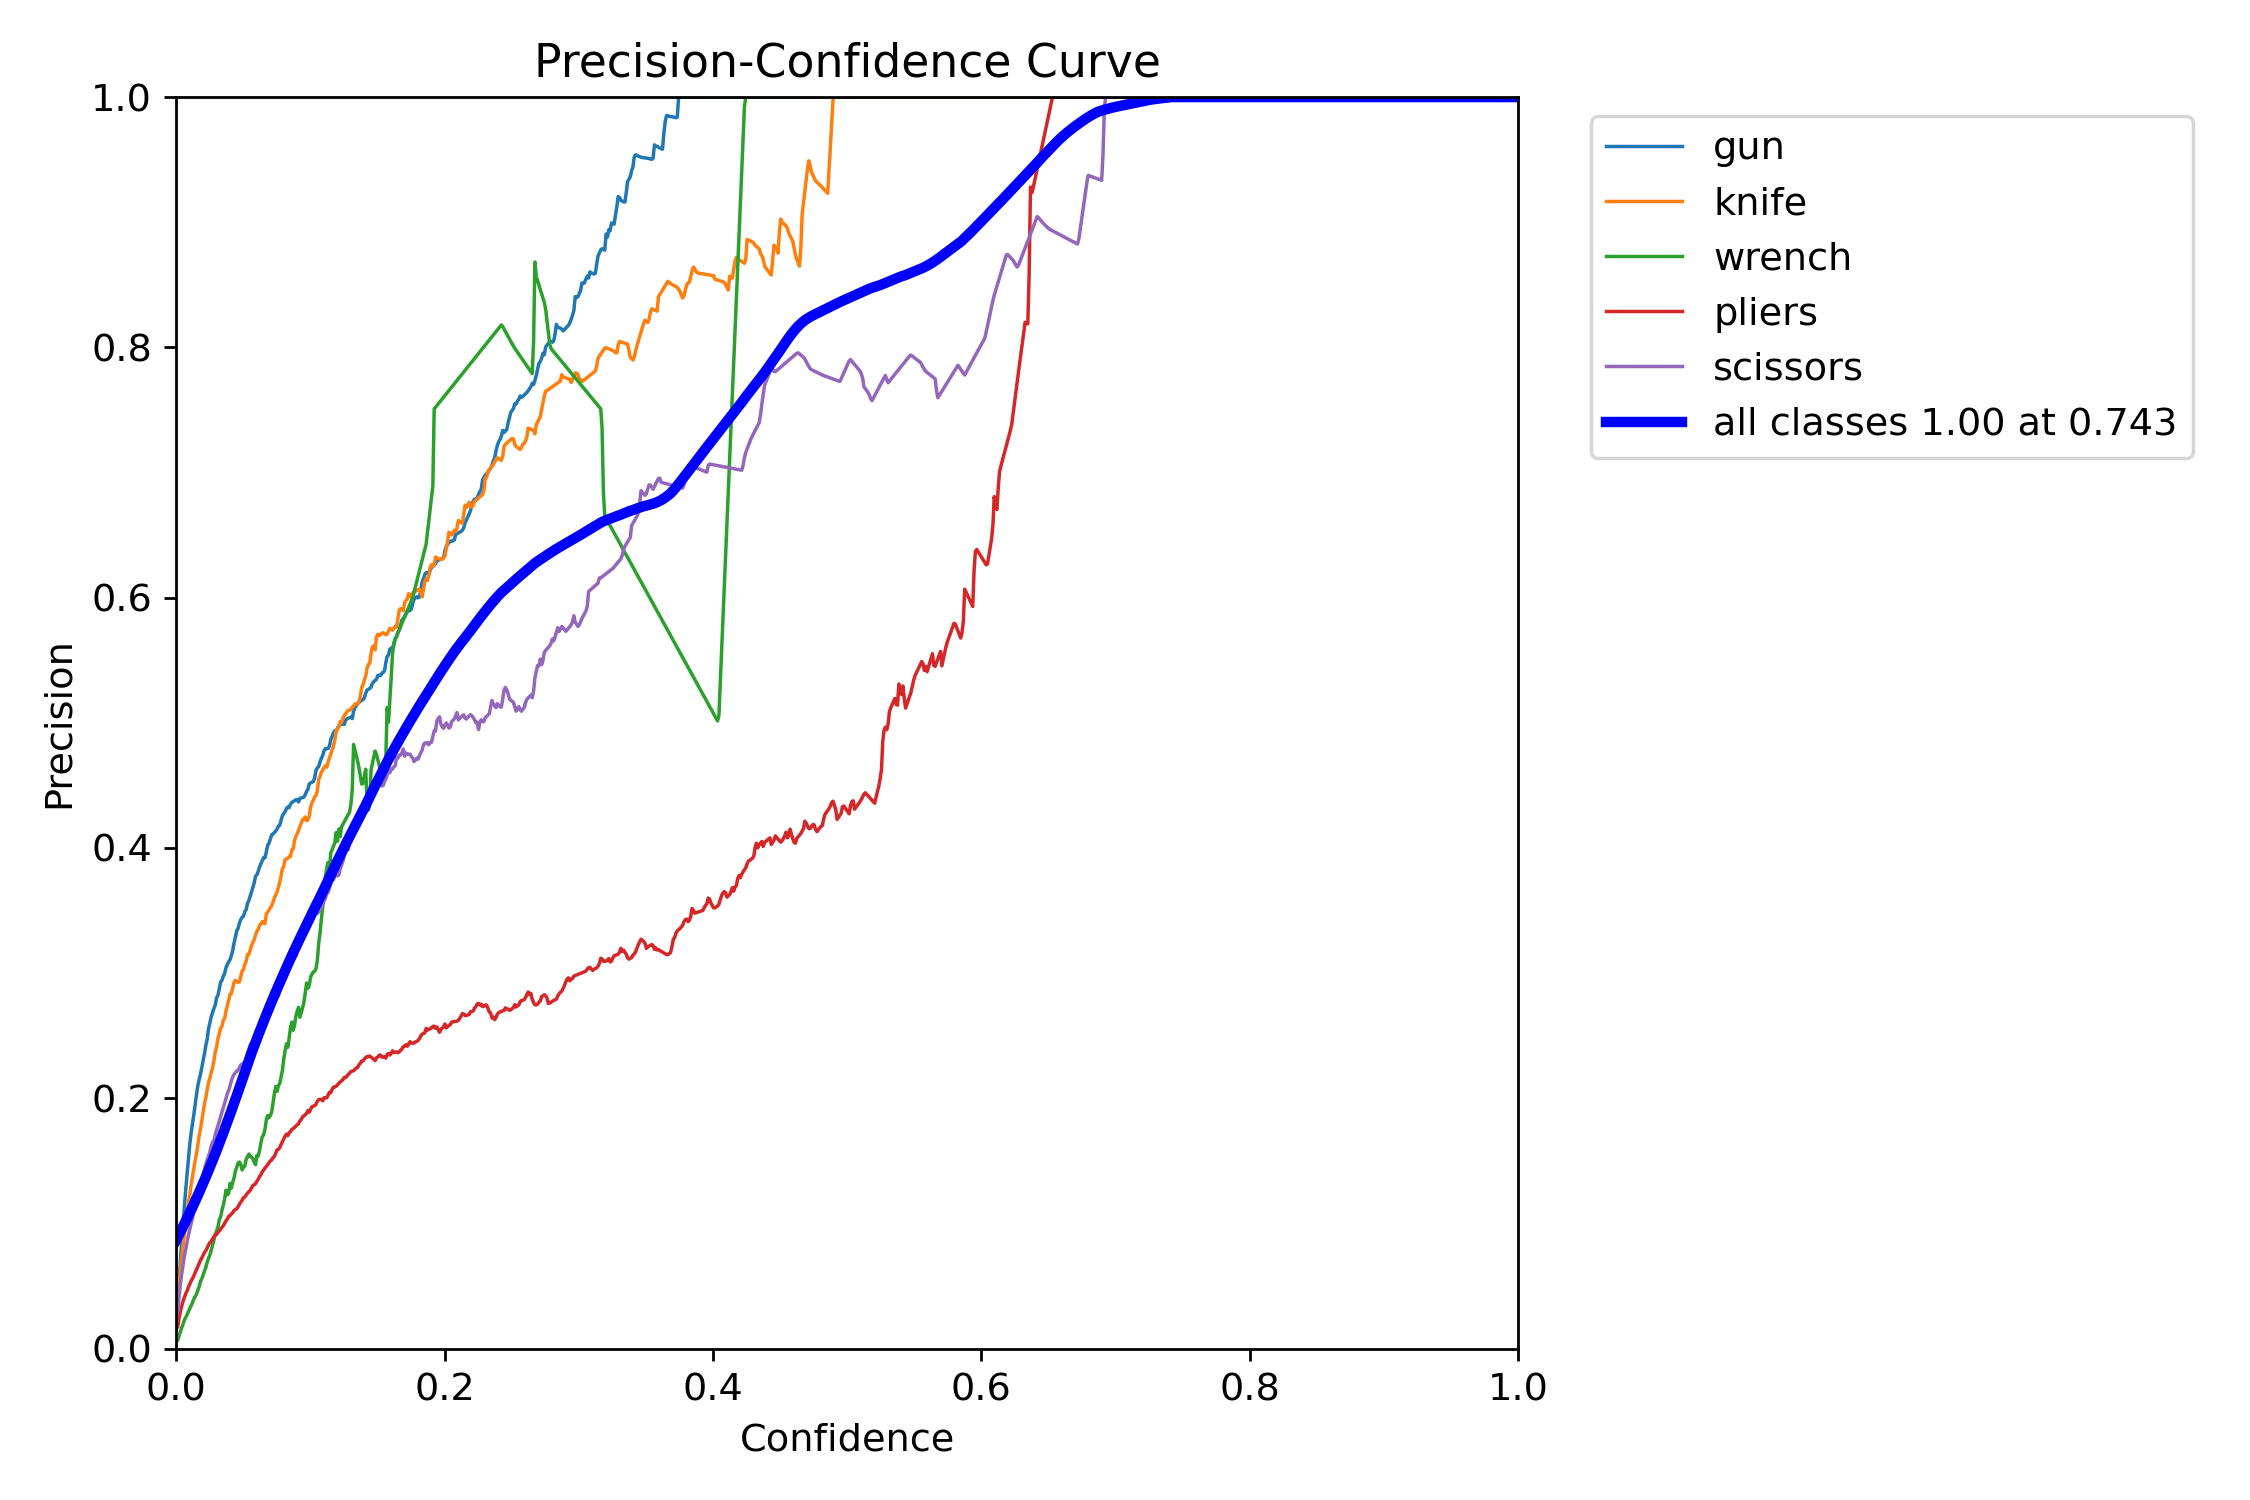 Precision-Confidence Curve
1.0
0.8
0.6
0.4
0.2
0.0
Precision
0.0 0.2 0.4 0.6 0.8 1.0
Confidence
gun
knife
wrench
pliers
scissors
all classes 1.00 at 0.743